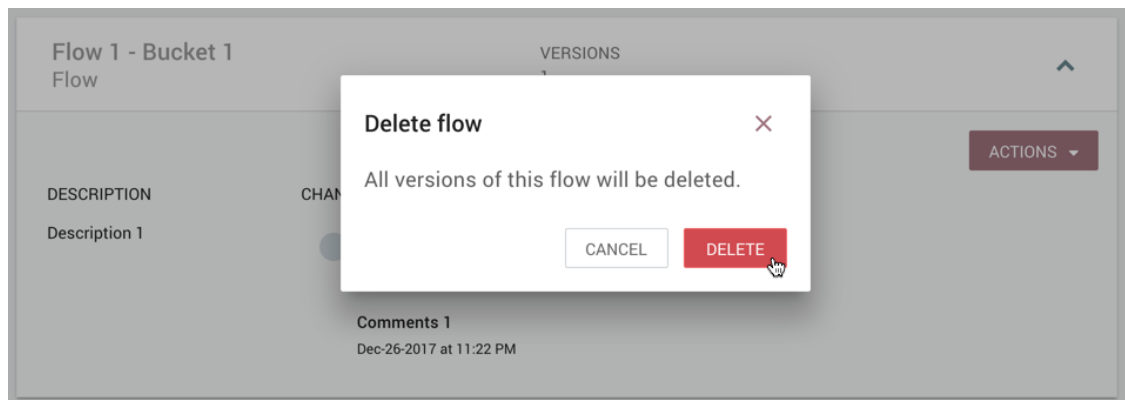 Flow 1 - Bucket 1
Flow
VERSIONS
Delete flow
All versions of this flow will be deleted.
CANCEL
DELETE
ACTIONS
DESCRIPTION
Description 1
Comments 1
Dec-26-2017 at 11:22 PM